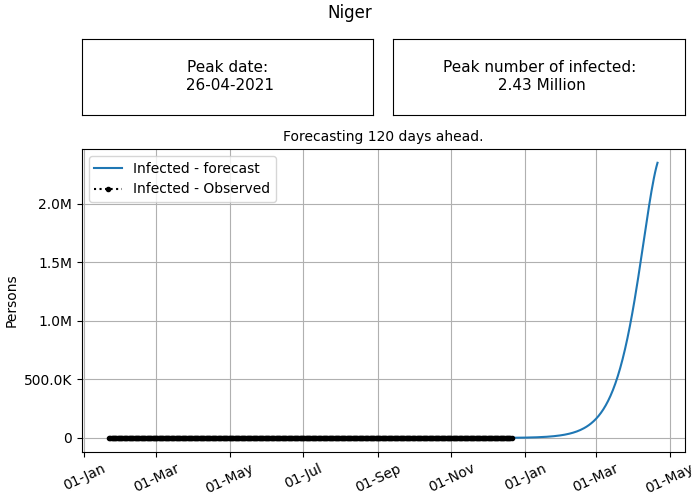 Niger
Peak date:
26-04-2021
Peak number of infected:
2.43 Million
Forecasting 120 days ahead.
Infected - forecast
Infected - Observed
Persons
2.0M
1.5M
1.0M
500.0K
0
01-Jan
01-Mar
01-May
01-Jul
01-Sep
01-Nov
01-Jan
01-Mar
01-May